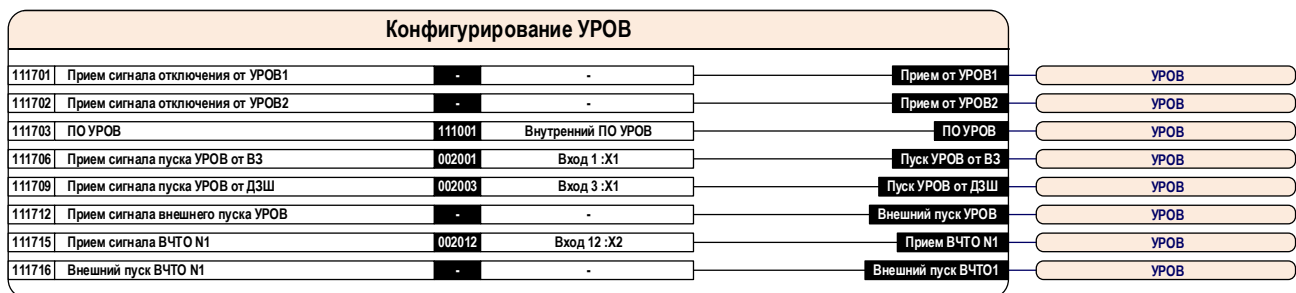 Конфигурирование УРОВ
111701 Прием сигнала отключения от УРОВ1 - - Прием от УРОВ1 УРОВ
111702 Прием сигнала отключения от УРОВ2 - - Прием от УРОВ2 УРОВ
111703 ПО УРОВ 111001 Внутренний ПО УРОВ ПО УРОВ УРОВ
111706 Прием сигнала пуска УРОВ от ВЗ 002001 Вход 1 :X1 Пуск УРОВ от ВЗ УРОВ
111709 Прием сигнала пуска УРОВ от ДЗШ 002003 Вход 3 :X1 Пуск УРОВ от ДЗШ УРОВ
111712 Прием сигнала внешнего пуска УРОВ - - Внешний пуск УРОВ УРОВ
111715 Прием сигнала ВЧТО N1 002012 Вход 12 :X2 Прием ВЧТО N1 УРОВ
111716 Внешний пуск ВЧТО N1 - - Внешний пуск ВЧТО1 УРОВ